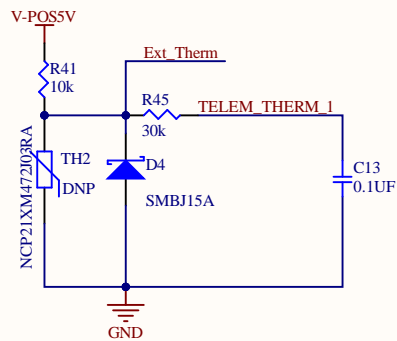 V-POS5V
Ext_Therm
R41
10k
R45
30k
TELEM_THERM_1
NCP21XM472J03RA
TH2
DNP
D4
SMBJ15A
C13
0.1UF
GND